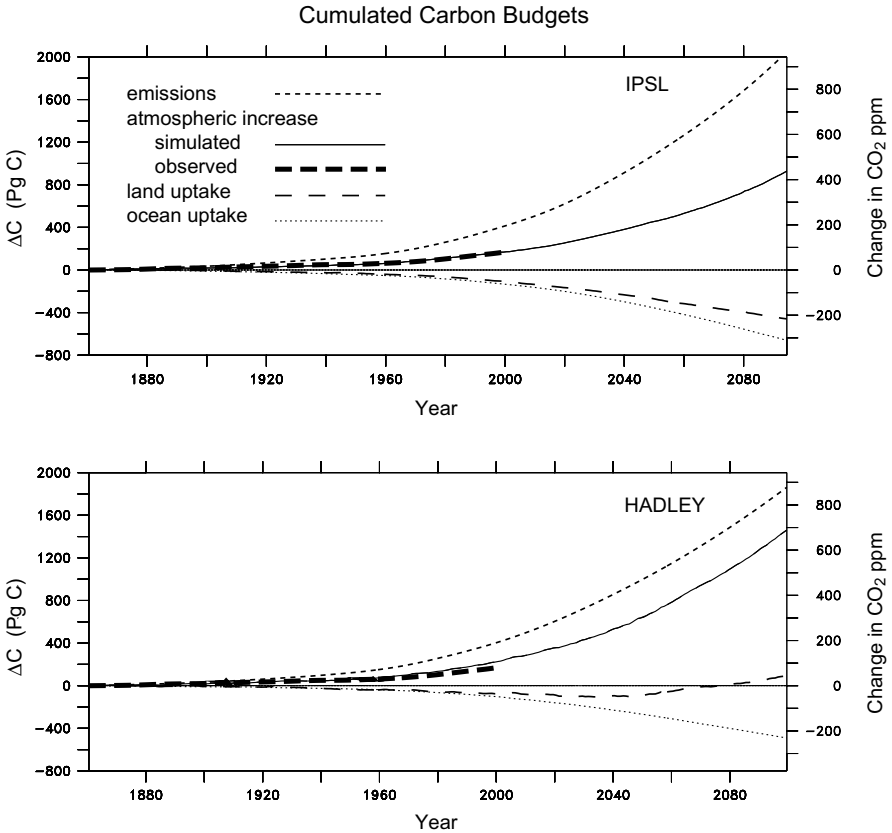 Cumulated Carbon Budgets
2000
1600
1200
800
400
0
−400
−800
ΔC (Pg C)
emissions
atmospheric increase
simulated
observed
land uptake
ocean uptake
IPSL
800
600
400
200
0
−200
Change in CO₂ ppm
1880 1920 1960 2000 2040 2080
Year
2000
1600
1200
800
400
0
−400
−800
ΔC (Pg C)
HADLEY
800
600
400
200
0
−200
Change in CO₂ ppm
1880 1920 1960 2000 2040 2080
Year